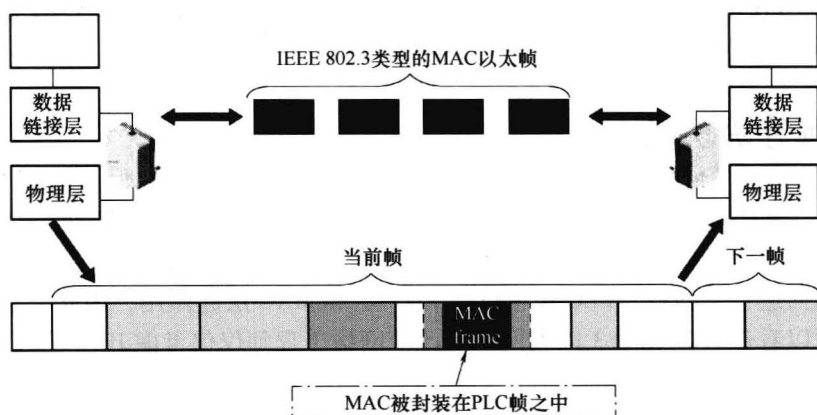 IEEE 802.3类型的MAC以太帧
数据
链接层
数据
链接层
物理层
物理层
当前帧
下一帧
MAC
frame
MAC被封装在PLC帧之中